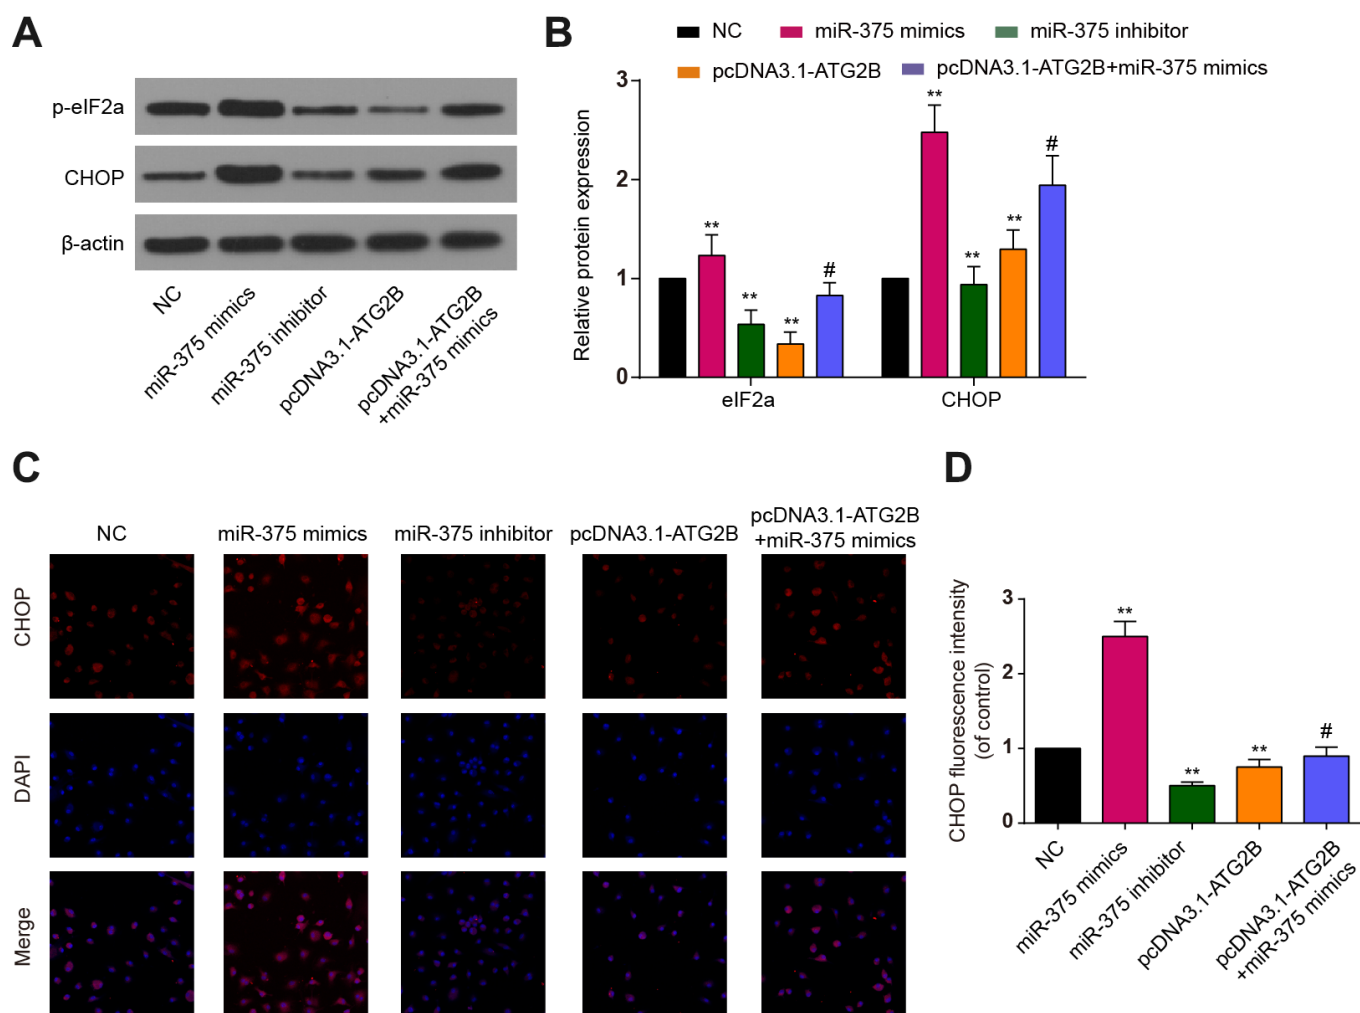 A
p-eIF2a
CHOP
β-actin
NC
miR-375 mimics
miR-375 inhibitor
pcDNA3.1-ATG2B
pcDNA3.1-ATG2B
+miR-375 mimics
B
NC
miR-375 mimics
miR-375 inhibitor
pcDNA3.1-ATG2B
pcDNA3.1-ATG2B+miR-375 mimics
Relative protein expression
3
2
1
0
**
**
**
#
**
**
**
#
eIF2a
CHOP
C
NC
miR-375 mimics
miR-375 inhibitor
pcDNA3.1-ATG2B
pcDNA3.1-ATG2B
+miR-375 mimics
CHOP
DAPI
Merge
D
CHOP fluorescence intensity
(of control)
3
2
1
0
**
**
**
#
NC
miR-375 mimics
miR-375 inhibitor
pcDNA3.1-ATG2B
pcDNA3.1-ATG2B
+miR-375 mimics